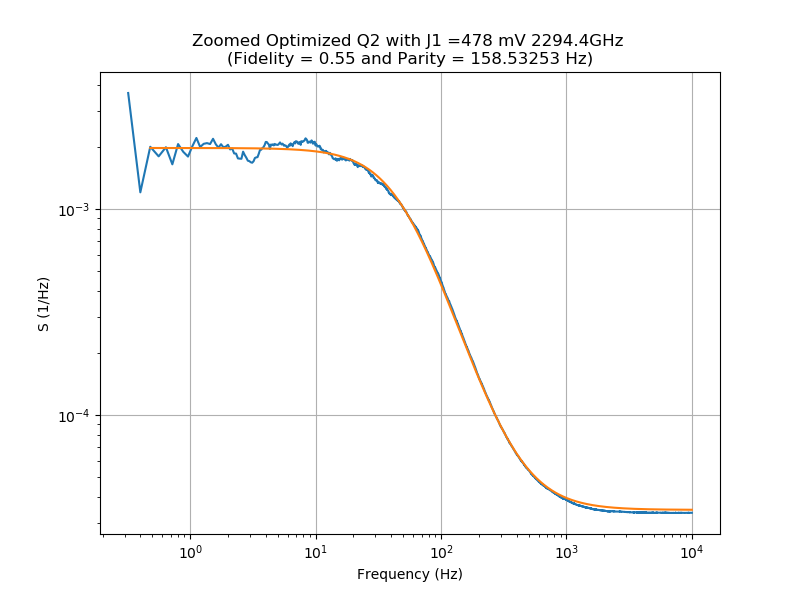 Zoomed Optimized Q2 with J1 =478 mV 2294.4GHz
(Fidelity = 0.55 and Parity = 158.53253 Hz)
S (1/Hz)
10⁻³
10⁻⁴
10⁰ 10¹ 10² 10³ 10⁴
Frequency (Hz)